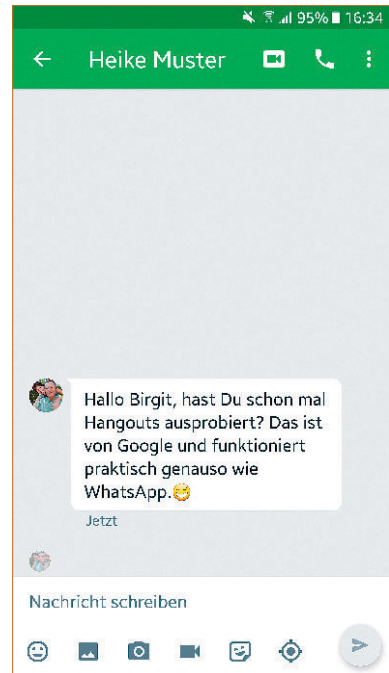 95% 16:34
Heike Muster
Hallo Birgit, hast Du schon mal
Hangouts ausprobiert? Das ist
von Google und funktioniert
praktisch genauso wie
WhatsApp.😁
Jetzt
Nachricht schreiben